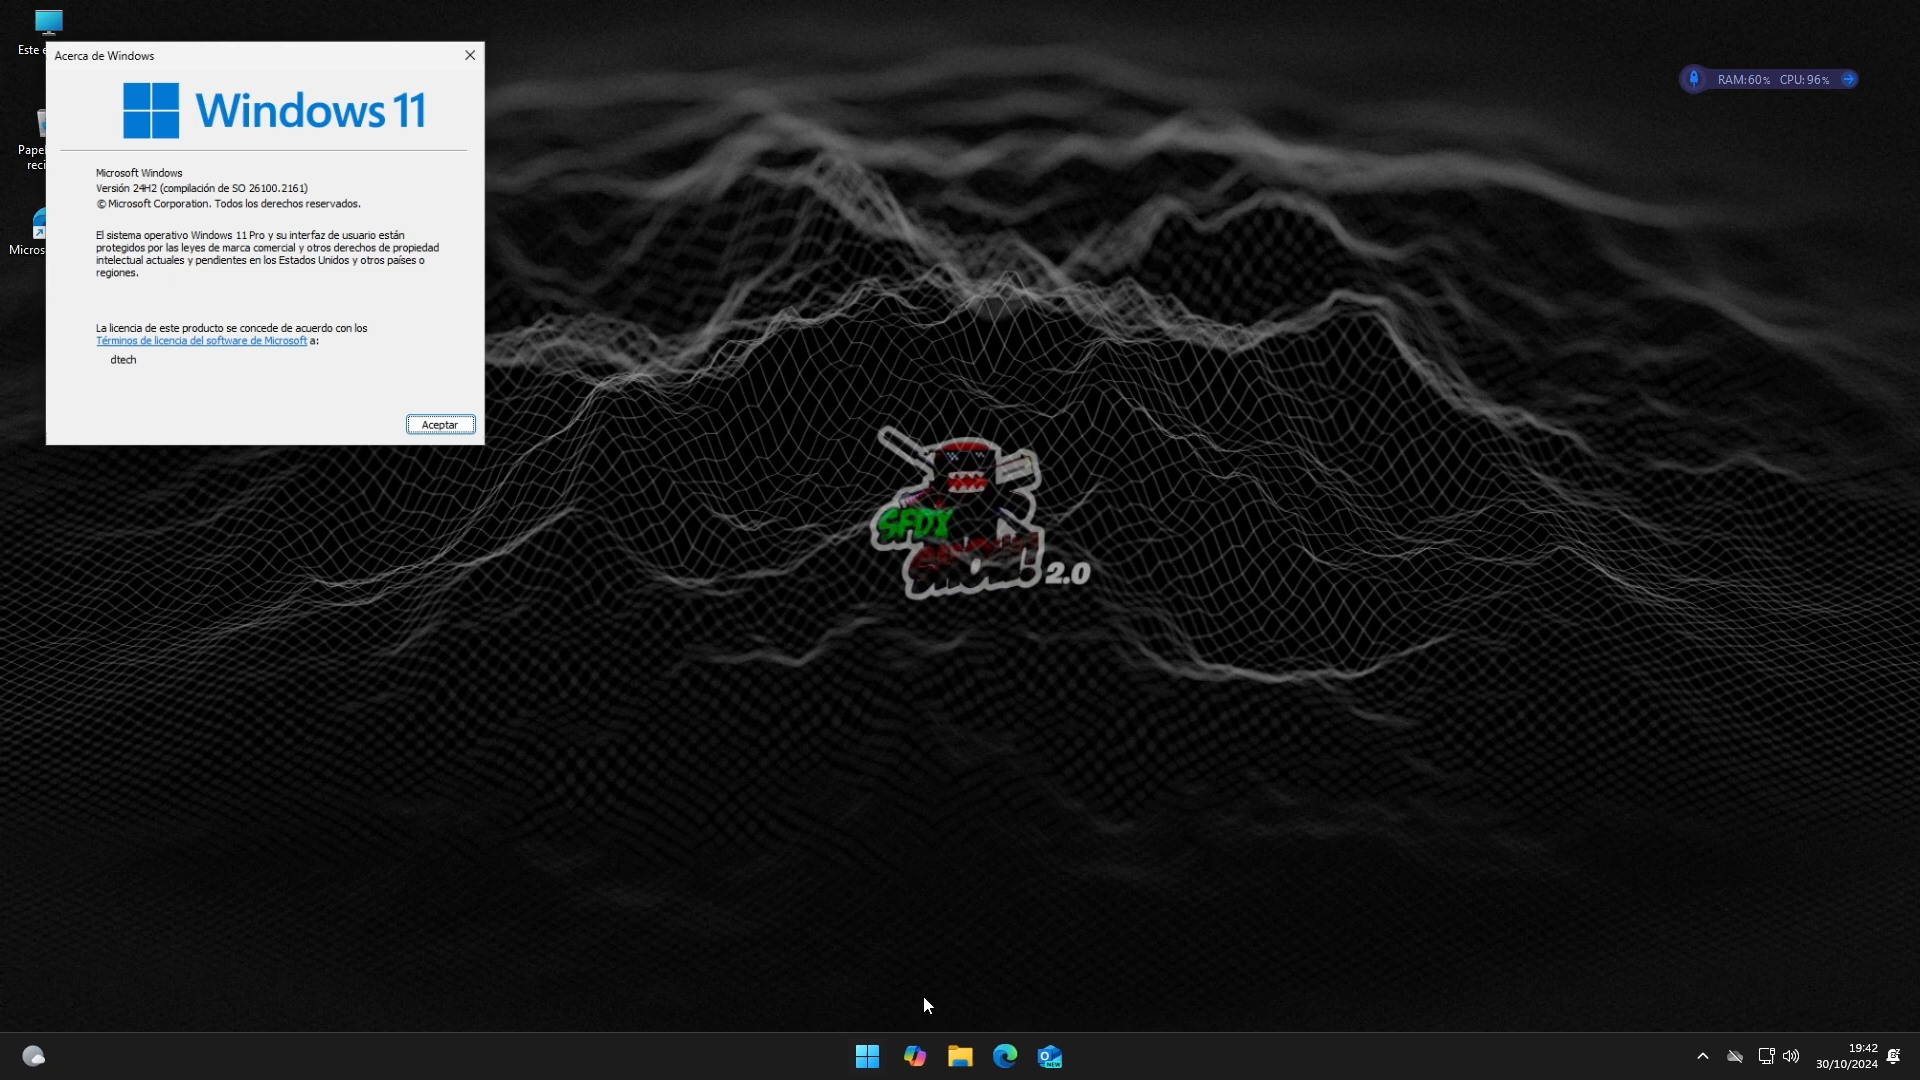 Este
Acerca de Windows
Windows 11
Microsoft Windows
Versión 24H2 (compilación de SO 26100.2161)
© Microsoft Corporation. Todos los derechos reservados.
El sistema operativo Windows 11 Pro y su interfaz de usuario están
protegidos por las leyes de marca comercial y otros derechos de propiedad
intelectual actuales y pendientes en los Estados Unidos y otros países o
regiones.
La licencia de este producto se concede de acuerdo con los
Términos de licencia del software de Microsoft a:
dtech
Aceptar
Pape
reci
Micros
RAM:60% CPU:96%
SFDX
SHOW! 2.0
NEW
19:42
30/10/2024